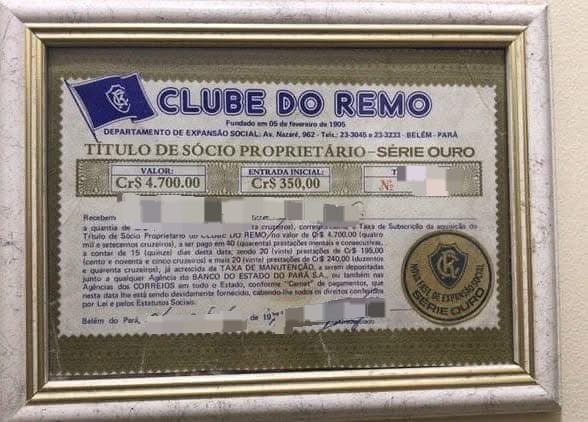 CLUBE DO REMO
Fundado em 05 de fevereiro de 1905
DEPARTAMENTO DE EXPANSÃO SOCIAL: Av. Nazaré, 962 - Tels.: 23-3045 e 23-3233 - BELÉM - PARÁ
TÍTULO DE SÓCIO PROPRIETÁRIO - SÉRIE OURO
VALOR:
Cr$ 4.700.00
ENTRADA INICIAL:
Cr$ 350,00
T
Nº
Recebemos
a quantia de cruzeiros), Taxa de Subscrição da aquisição do
Título de Sócio Proprietário do CLUBE DO REMO, no valor de Cr$ 4.700,00 (quatro
mil e setecentos cruzeiros), a ser pago em 40 (quarenta) prestações mensais e consecutivas,
a contar de 15 (quinze) dias desta data, sendo 20 (vinte) prestações de Cr$ 195,00
(cento e noventa e cinco cruzeiros) e mais 20 (vinte) prestações de Cr$ 240,00 (duzentos
e quarenta cruzeiros), já acrescida da TAXA DE MANUTENÇÃO, a serem depositadas
junto a qualquer Agência do BANCO DO ESTADO DO PARÁ S.A., ou também nas
Agências DOS CORREIOS em todo o Estado, conforme "Carnet" de pagamentos, que
nesta data lhe está sendo devidamente fornecido, cabendo-lhe todos os direitos conferidos
por Lei e pelos Estatutos Sociais.
Belém do Pará, de 19
NOVA FASE DE EXPANSÃO SOCIAL
SÉRIE OURO